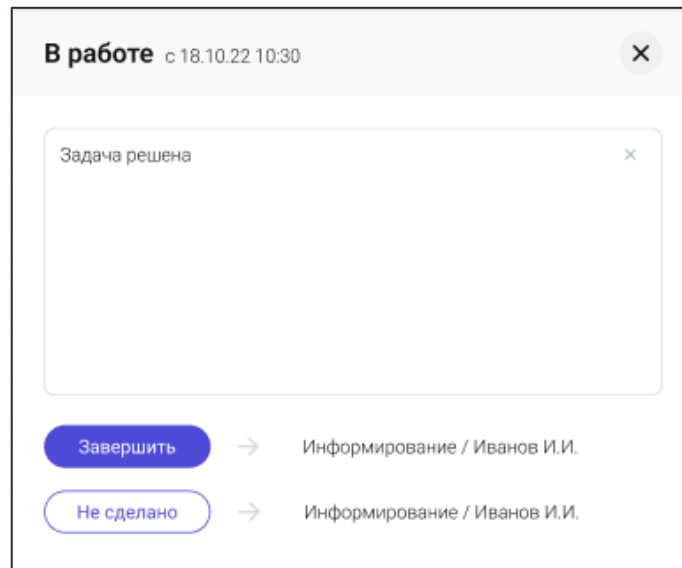 В работе с 18.10.22 10:30
Задача решена
Завершить → Информирование / Иванов И.И.
Не сделано → Информирование / Иванов И.И.